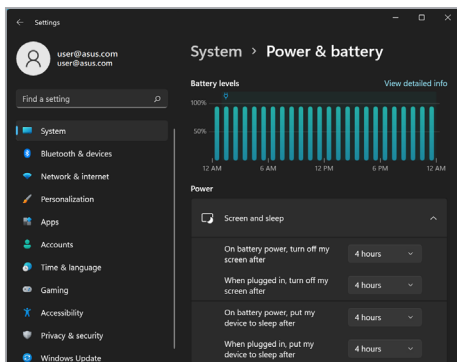 Settings
user@asus.com
user@asus.com
Find a setting
System
Bluetooth & devices
Network & internet
Personalization
Apps
Accounts
Time & language
Gaming
Accessibility
Privacy & security
Windows Update
System > Power & battery
Battery levels
View detailed info
100%
50%
12 AM 6 AM 12 PM 6 PM 12 AM
Power
Screen and sleep
On battery power, turn off my
screen after
4 hours
When plugged in, turn off my
screen after
4 hours
On battery power, put my
device to sleep after
4 hours
When plugged in, put my
device to sleep after
4 hours